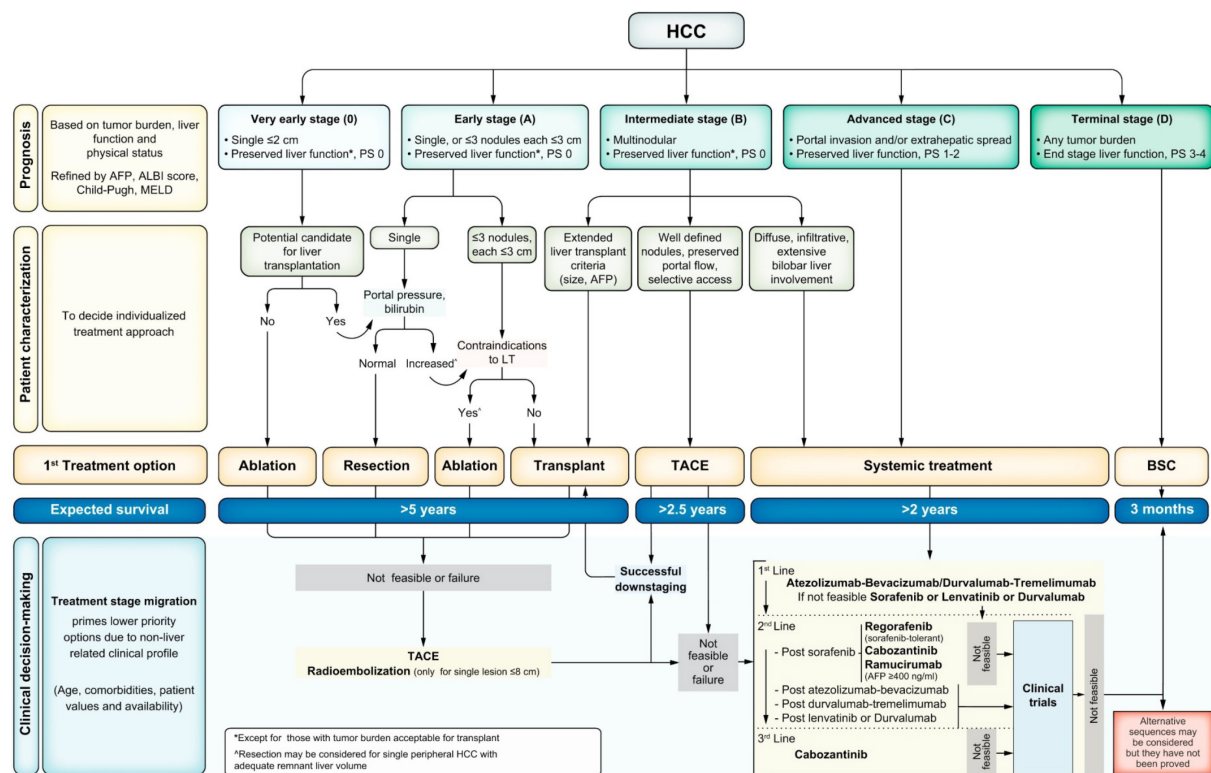 HCC
Prognosis
Based on tumor burden, liver
function and
physical status
Refined by AFP, ALBI score,
Child-Pugh, MELD
Very early stage (0)
• Single ≤2 cm
• Preserved liver function*, PS 0
Early stage (A)
• Single, or ≤3 nodules each ≤3 cm
• Preserved liver function*, PS 0
Intermediate stage (B)
• Multinodular
• Preserved liver function*, PS 0
Advanced stage (C)
• Portal invasion and/or extrahepatic spread
• Preserved liver function, PS 1-2
Terminal stage (D)
• Any tumor burden
• End stage liver function, PS 3-4
Patient characterization
To decide individualized
treatment approach
Potential candidate
for liver
transplantation
Single
≤3 nodules,
each ≤3 cm
Extended
liver transplant
criteria
(size, AFP)
Well defined
nodules, preserved
portal flow,
selective access
Diffuse, infiltrative,
extensive
bilobar liver
involvement
No
Yes
Portal pressure,
bilirubin
Normal
Increased^
Contraindications
to LT
Yes^
No
1st Treatment option
Ablation
Resection
Ablation
Transplant
TACE
Systemic treatment
BSC
Expected survival
>5 years
>2.5 years
>2 years
3 months
Clinical decision-making
Treatment stage migration
primes lower priority
options due to non-liver
related clinical profile
(Age, comorbidities, patient
values and availability)
Not feasible or failure
Successful
downstaging
TACE
Radioembolization (only for single lesion ≤8 cm)
Not
feasible
or
failure
1st Line
Atezolizumab-Bevacizumab/Durvalumab-Tremelimumab
If not feasible Sorafenib or Lenvatinib or Durvalumab
2nd Line
- Post sorafenib
Regorafenib
(sorafenib-tolerant)
Cabozantinib
Ramucirumab
(AFP ≥400 ng/ml)
Not
feasible
- Post atezolizumab-bevacizumab
- Post durvalumab-tremelimumab
- Post lenvatinib or Durvalumab
3rd Line
Cabozantinib
Not
feasible
Clinical
trials
Not feasible
Alternative
sequences may
be considered
but they have not
been proved
*Except for those with tumor burden acceptable for transplant
^Resection may be considered for single peripheral HCC with
adequate remnant liver volume